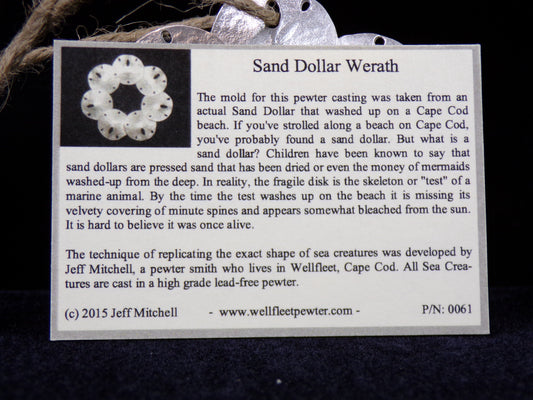 Sand Dollar Werath
The mold for this pewter casting was taken from an
actual Sand Dollar that washed up on a Cape Cod
beach. If you've strolled along a beach on Cape Cod,
you've probably found a sand dollar. But what is a
sand dollar? Children have been known to say that
sand dollars are pressed sand that has been dried or even the money of mermaids
washed-up from the deep. In reality, the fragile disk is the skeleton or "test" of a
marine animal. By the time the test washes up on the beach it is missing its
velvety covering of minute spines and appears somewhat bleached from the sun.
It is hard to believe it was once alive.
The technique of replicating the exact shape of sea creatures was developed by
Jeff Mitchell, a pewter smith who lives in Wellfleet, Cape Cod. All Sea Crea-
tures are cast in a high grade lead-free pewter.
(c) 2015 Jeff Mitchell - www.wellfleetpewter.com - P/N: 0061